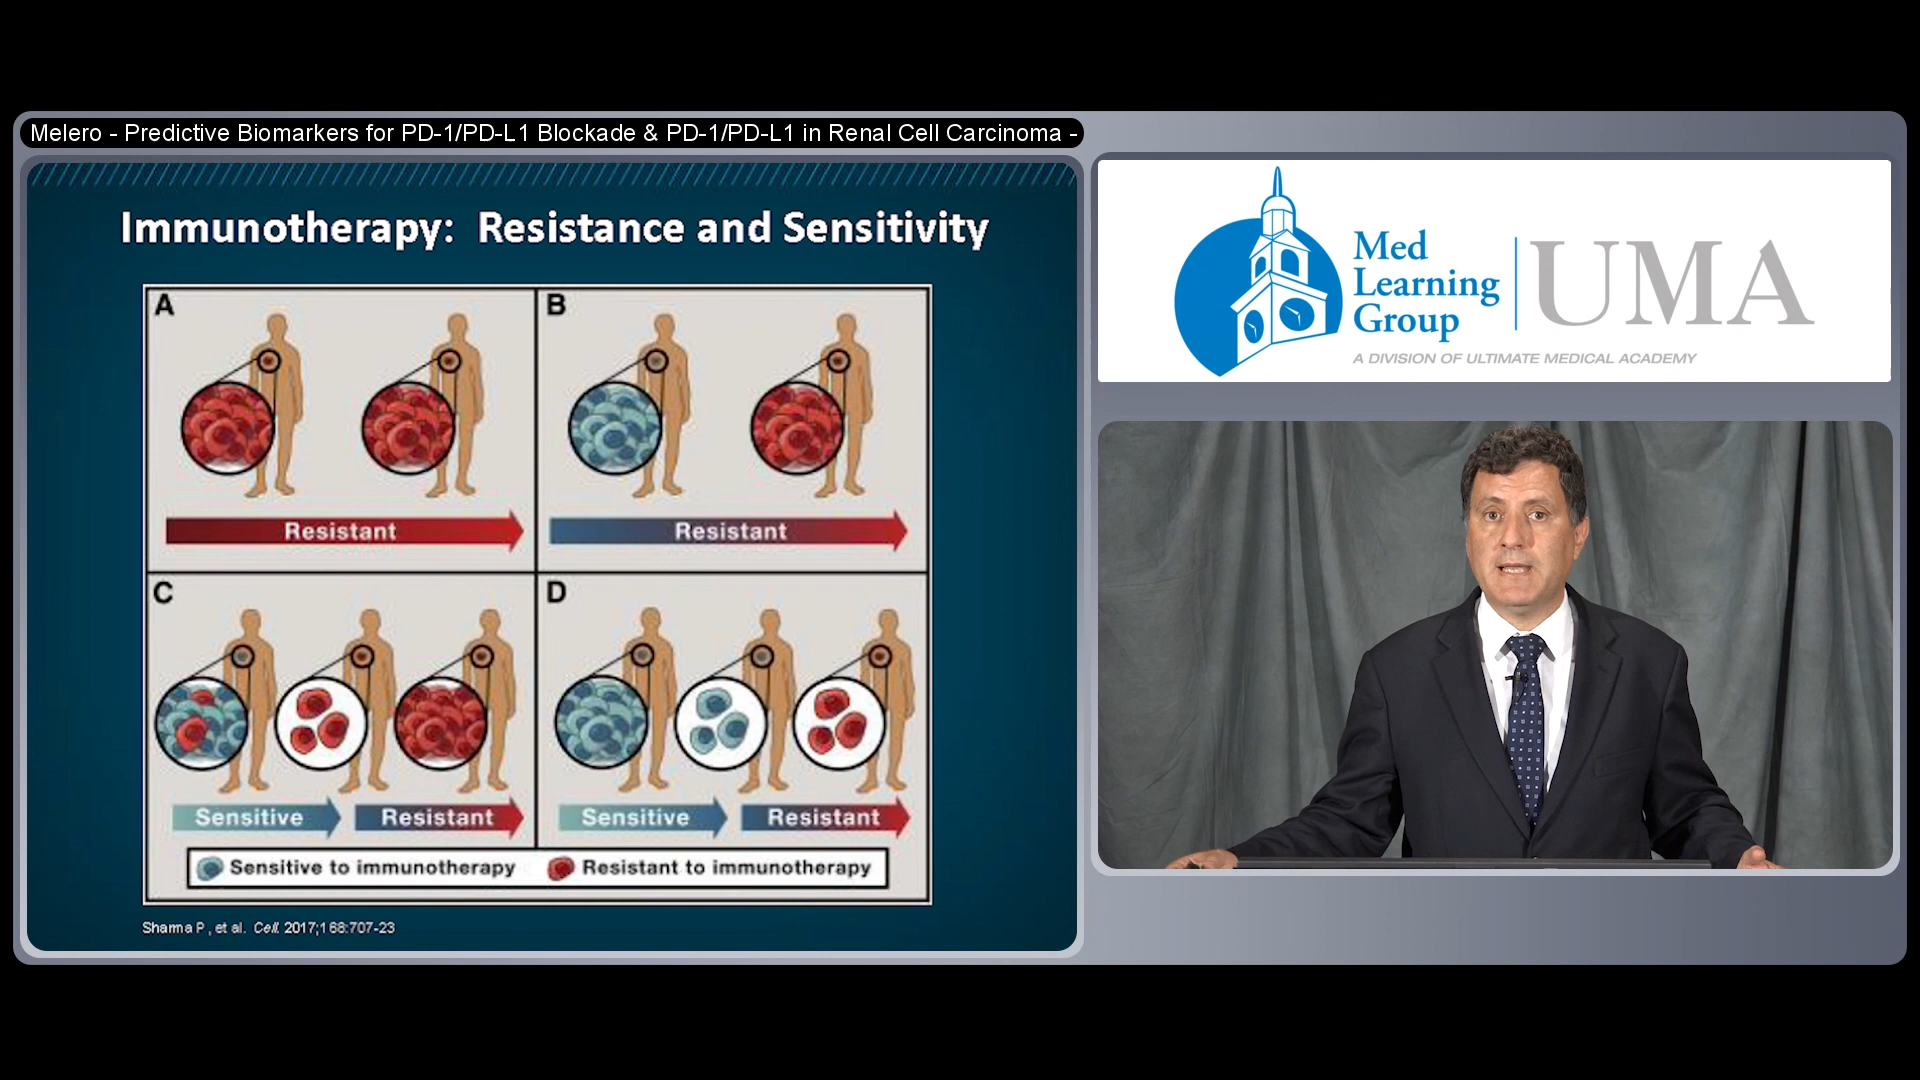 Melero - Predictive Biomarkers for PD-1/PD-L1 Blockade & PD-1/PD-L1 in Renal Cell Carcinoma -
Immunotherapy: Resistance and Sensitivity
A
B
Resistant
Resistant
C
D
Sensitive
Resistant
Sensitive
Resistant
Sensitive to immunotherapy
Resistant to immunotherapy
Sharma P, et al. Cell. 2017;168:707-23
Med
Learning
Group
UMA
A DIVISION OF ULTIMATE MEDICAL ACADEMY